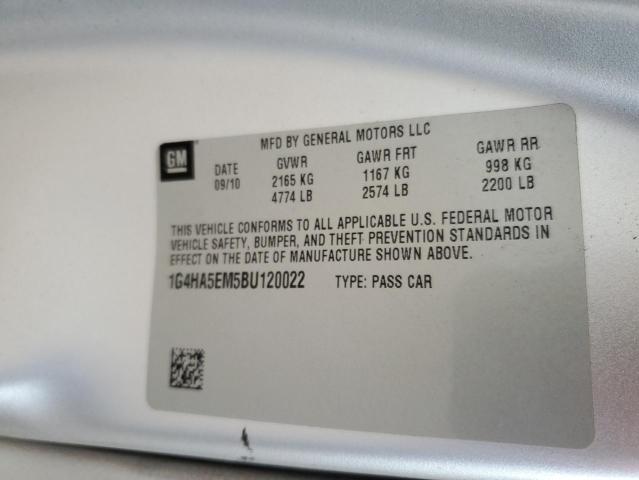 GM
MFD BY GENERAL MOTORS LLC
DATE GVWR GAWR FRT GAWR RR
09/10 2165 KG 1167 KG 998 KG
4774 LB 2574 LB 2200 LB
THIS VEHICLE CONFORMS TO ALL APPLICABLE U.S. FEDERAL MOTOR
VEHICLE SAFETY, BUMPER, AND THEFT PREVENTION STANDARDS IN
EFFECT ON THE DATE OF MANUFACTURE SHOWN ABOVE.
1G4HA5EM5BU120022 TYPE: PASS CAR